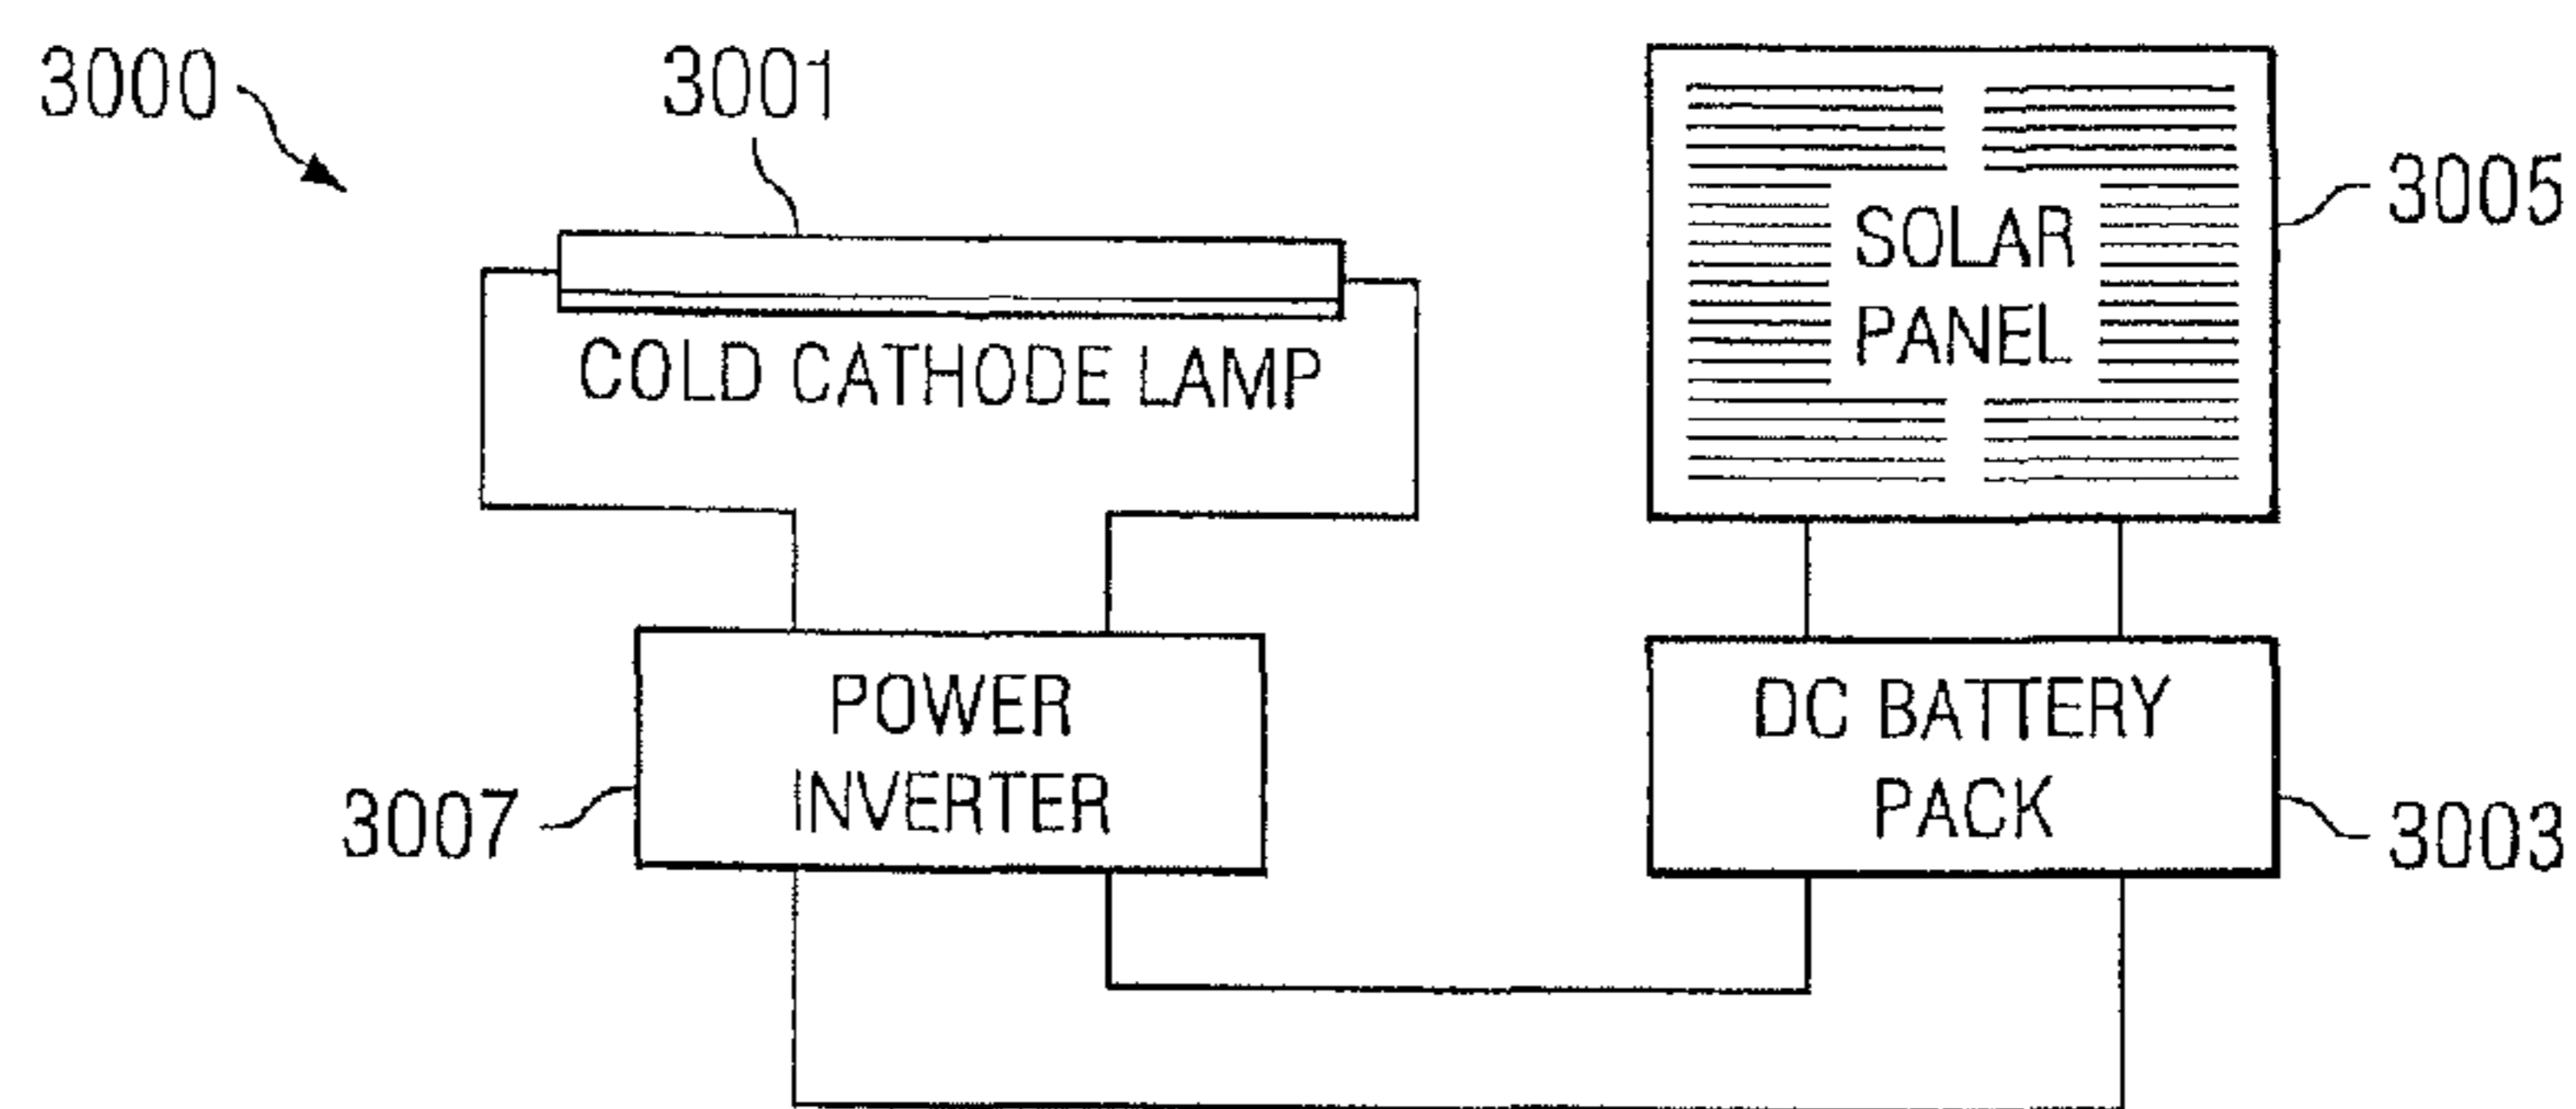 3000
3001
COLD CATHODE LAMP
SOLAR
PANEL
3005
POWER
INVERTER
3007
DC BATTERY
PACK
3003